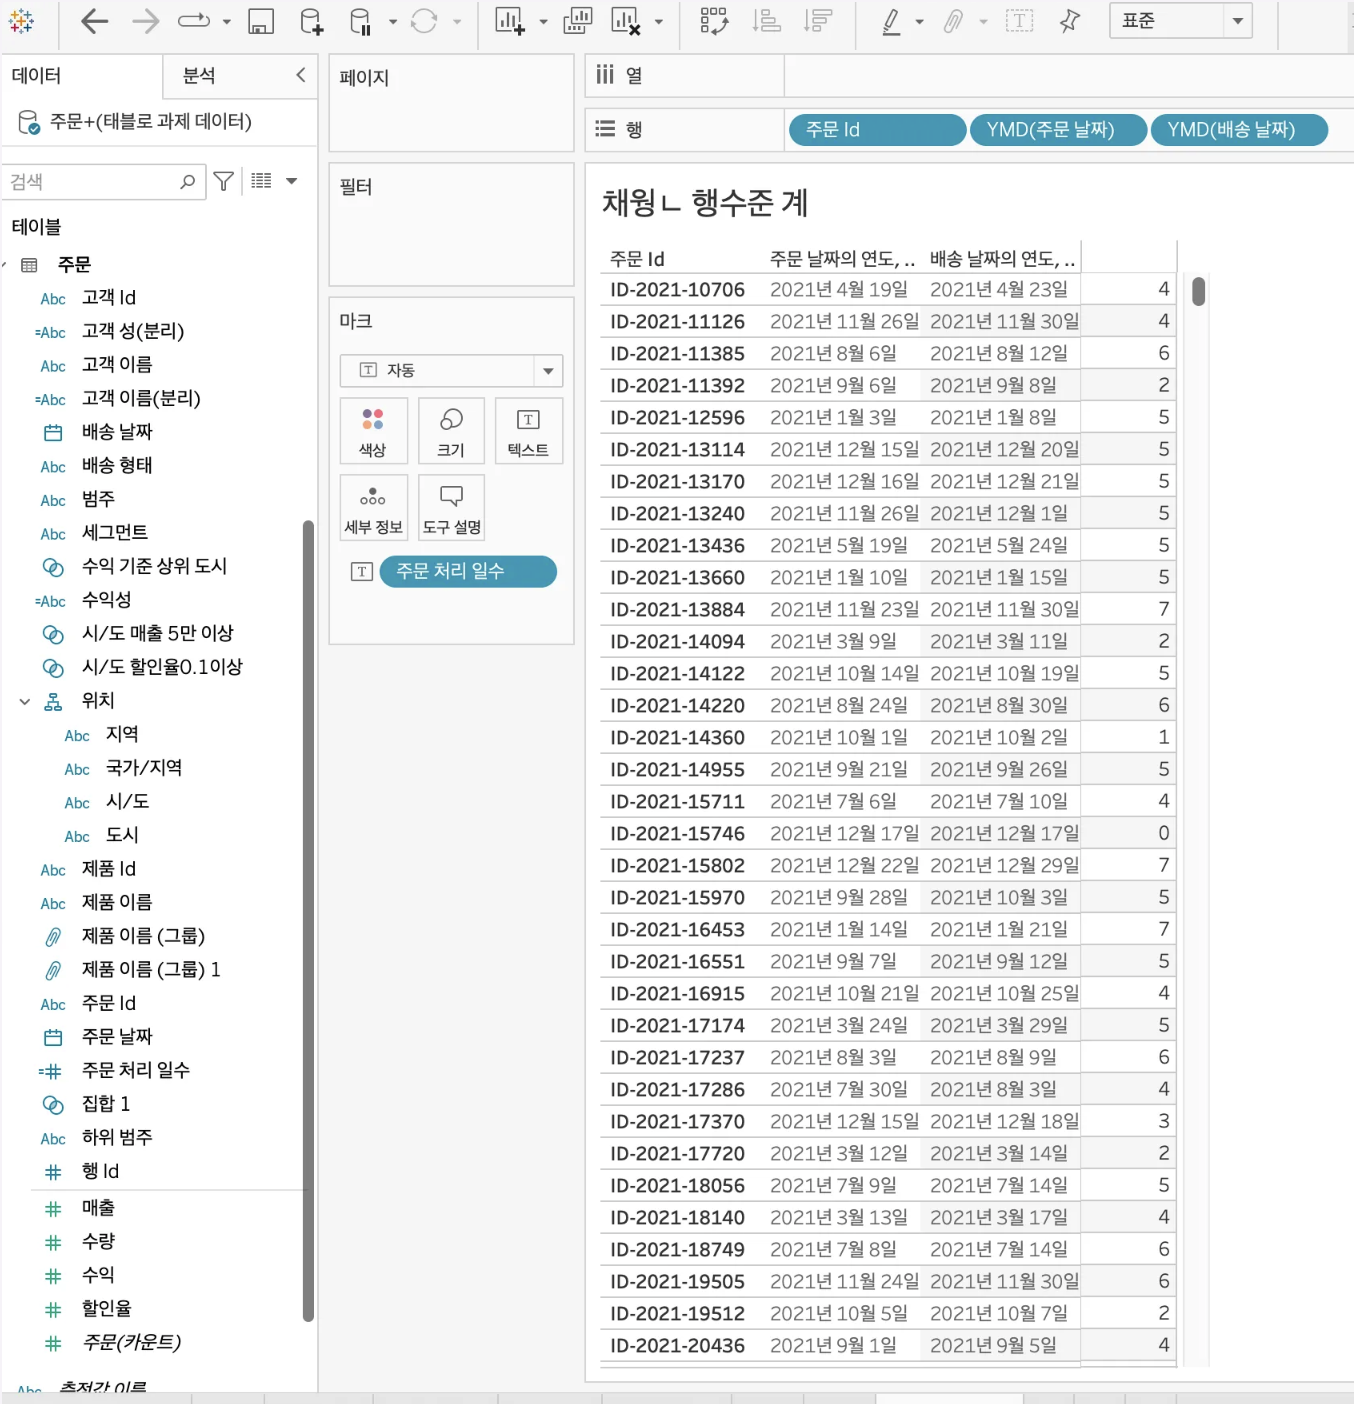 표준
데이터
분석
주문+(태블로 과제 데이터)
검색
테이블
주문
Abc 고객 Id
=Abc 고객 성(분리)
Abc 고객 이름
=Abc 고객 이름(분리)
배송 날짜
Abc 배송 형태
Abc 범주
Abc 세그먼트
수익 기준 상위 도시
=Abc 수익성
시/도 매출 5만 이상
시/도 할인율0.1이상
위치
Abc 지역
Abc 국가/지역
Abc 시/도
Abc 도시
Abc 제품 Id
Abc 제품 이름
제품 이름 (그룹)
제품 이름 (그룹) 1
Abc 주문 Id
주문 날짜
=# 주문 처리 일수
집합 1
Abc 하위 범주
# 행 Id
# 매출
# 수량
# 수익
# 할인율
# 주문(카운트)
Abc 측정값 이름
페이지
필터
마크
T 자동
색상
크기
T 텍스트
세부 정보
도구 설명
T 주문 처리 일수
열
행 주문 Id YMD(주문 날짜) YMD(배송 날짜)
채웡ㄴ 행수준 계
주문 Id 주문 날짜의 연도, .. 배송 날짜의 연도, ..
ID-2021-10706 2021년 4월 19일 2021년 4월 23일 4
ID-2021-11126 2021년 11월 26일 2021년 11월 30일 4
ID-2021-11385 2021년 8월 6일 2021년 8월 12일 6
ID-2021-11392 2021년 9월 6일 2021년 9월 8일 2
ID-2021-12596 2021년 1월 3일 2021년 1월 8일 5
ID-2021-13114 2021년 12월 15일 2021년 12월 20일 5
ID-2021-13170 2021년 12월 16일 2021년 12월 21일 5
ID-2021-13240 2021년 11월 26일 2021년 12월 1일 5
ID-2021-13436 2021년 5월 19일 2021년 5월 24일 5
ID-2021-13660 2021년 1월 10일 2021년 1월 15일 5
ID-2021-13884 2021년 11월 23일 2021년 11월 30일 7
ID-2021-14094 2021년 3월 9일 2021년 3월 11일 2
ID-2021-14122 2021년 10월 14일 2021년 10월 19일 5
ID-2021-14220 2021년 8월 24일 2021년 8월 30일 6
ID-2021-14360 2021년 10월 1일 2021년 10월 2일 1
ID-2021-14955 2021년 9월 21일 2021년 9월 26일 5
ID-2021-15711 2021년 7월 6일 2021년 7월 10일 4
ID-2021-15746 2021년 12월 17일 2021년 12월 17일 0
ID-2021-15802 2021년 12월 22일 2021년 12월 29일 7
ID-2021-15970 2021년 9월 28일 2021년 10월 3일 5
ID-2021-16453 2021년 1월 14일 2021년 1월 21일 7
ID-2021-16551 2021년 9월 7일 2021년 9월 12일 5
ID-2021-16915 2021년 10월 21일 2021년 10월 25일 4
ID-2021-17174 2021년 3월 24일 2021년 3월 29일 5
ID-2021-17237 2021년 8월 3일 2021년 8월 9일 6
ID-2021-17286 2021년 7월 30일 2021년 8월 3일 4
ID-2021-17370 2021년 12월 15일 2021년 12월 18일 3
ID-2021-17720 2021년 3월 12일 2021년 3월 14일 2
ID-2021-18056 2021년 7월 9일 2021년 7월 14일 5
ID-2021-18140 2021년 3월 13일 2021년 3월 17일 4
ID-2021-18749 2021년 7월 8일 2021년 7월 14일 6
ID-2021-19505 2021년 11월 24일 2021년 11월 30일 6
ID-2021-19512 2021년 10월 5일 2021년 10월 7일 2
ID-2021-20436 2021년 9월 1일 2021년 9월 5일 4